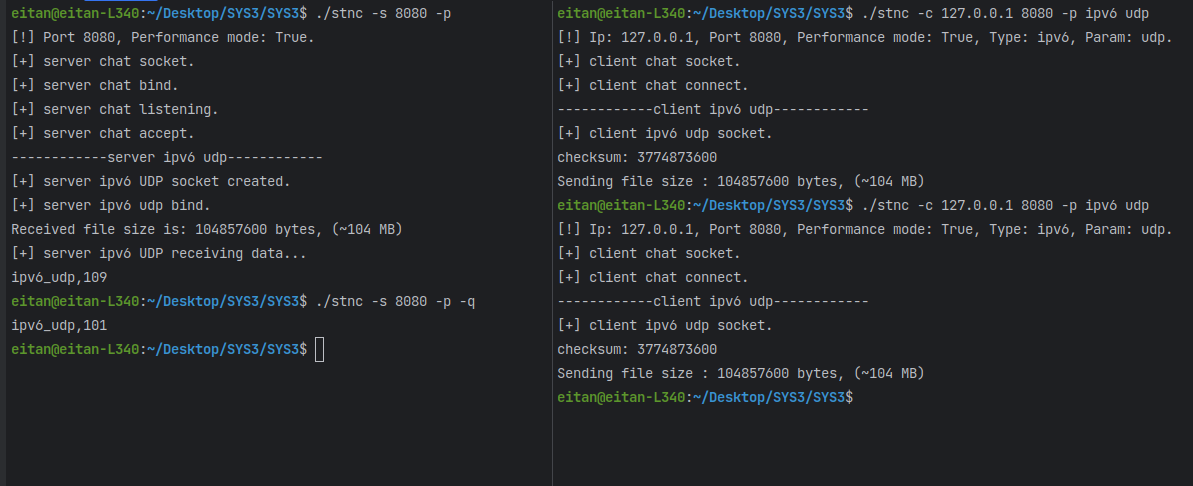 eitan@eitan-L340:~/Desktop/SYS3/SYS3$ ./stnc -s 8080 -p
[!] Port 8080, Performance mode: True.
[+] server chat socket.
[+] server chat bind.
[+] server chat listening.
[+] server chat accept.
------------server ipv6 udp------------
[+] server ipv6 UDP socket created.
[+] server ipv6 udp bind.
Received file size is: 104857600 bytes, (~104 MB)
[+] server ipv6 UDP receiving data...
ipv6_udp,109
eitan@eitan-L340:~/Desktop/SYS3/SYS3$ ./stnc -s 8080 -p -q
ipv6_udp,101
eitan@eitan-L340:~/Desktop/SYS3/SYS3$
eitan@eitan-L340:~/Desktop/SYS3/SYS3$ ./stnc -c 127.0.0.1 8080 -p ipv6 udp
[!] Ip: 127.0.0.1, Port 8080, Performance mode: True, Type: ipv6, Param: udp.
[+] client chat socket.
[+] client chat connect.
------------client ipv6 udp------------
[+] client ipv6 udp socket.
checksum: 3774873600
Sending file size : 104857600 bytes, (~104 MB)
eitan@eitan-L340:~/Desktop/SYS3/SYS3$ ./stnc -c 127.0.0.1 8080 -p ipv6 udp
[!] Ip: 127.0.0.1, Port 8080, Performance mode: True, Type: ipv6, Param: udp.
[+] client chat socket.
[+] client chat connect.
------------client ipv6 udp------------
[+] client ipv6 udp socket.
checksum: 3774873600
Sending file size : 104857600 bytes, (~104 MB)
eitan@eitan-L340:~/Desktop/SYS3/SYS3$